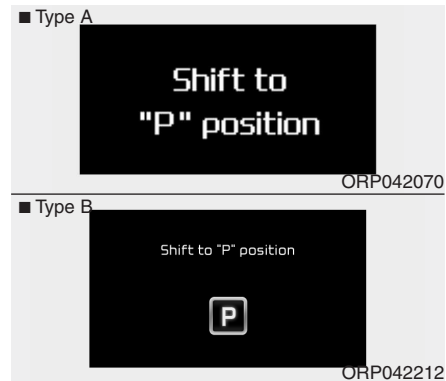 ■ Type A
Shift to
"P" position
ORP042070
■ Type B
Shift to "P" position
P
ORP042212